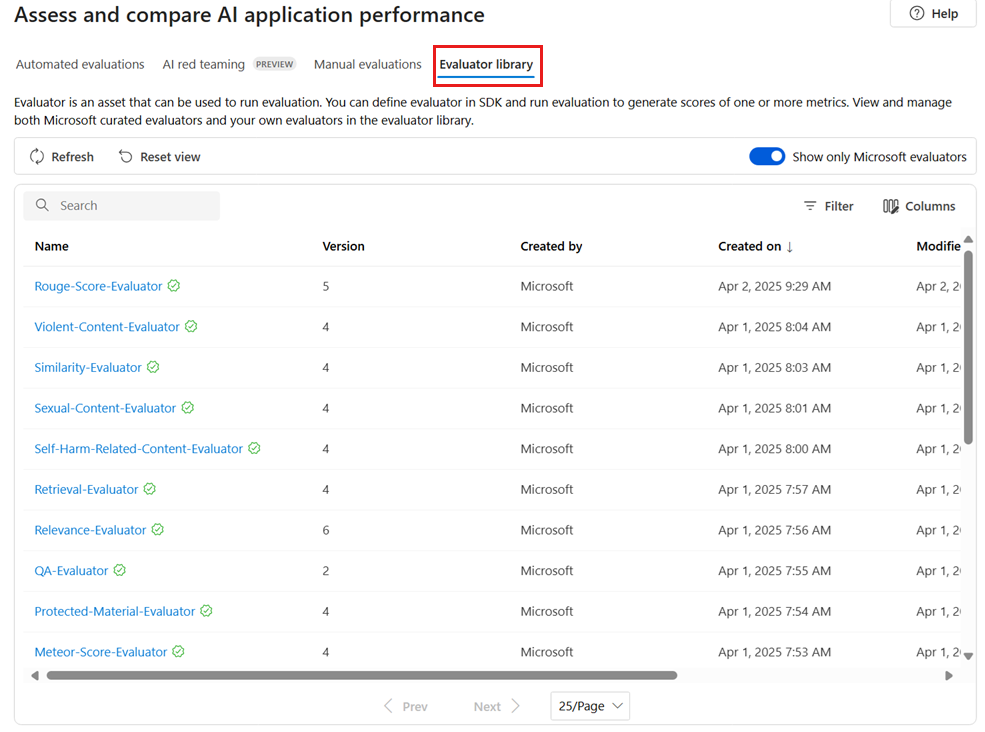 Assess and compare AI application performance
Help
Automated evaluations AI red teaming PREVIEW Manual evaluations Evaluator library
Evaluator is an asset that can be used to run evaluation. You can define evaluator in SDK and run evaluation to generate scores of one or more metrics. View and manage
both Microsoft curated evaluators and your own evaluators in the evaluator library.
Refresh Reset view Show only Microsoft evaluators
Search Filter Columns
Name Version Created by Created on ↓ Modifie
Rouge-Score-Evaluator 5 Microsoft Apr 2, 2025 9:29 AM Apr 2, 2
Violent-Content-Evaluator 4 Microsoft Apr 1, 2025 8:04 AM Apr 1, 2
Similarity-Evaluator 4 Microsoft Apr 1, 2025 8:03 AM Apr 1, 2
Sexual-Content-Evaluator 4 Microsoft Apr 1, 2025 8:01 AM Apr 1, 2
Self-Harm-Related-Content-Evaluator 4 Microsoft Apr 1, 2025 8:00 AM Apr 1, 2
Retrieval-Evaluator 4 Microsoft Apr 1, 2025 7:57 AM Apr 1, 2
Relevance-Evaluator 6 Microsoft Apr 1, 2025 7:56 AM Apr 1, 2
QA-Evaluator 2 Microsoft Apr 1, 2025 7:55 AM Apr 1, 2
Protected-Material-Evaluator 4 Microsoft Apr 1, 2025 7:54 AM Apr 1, 2
Meteor-Score-Evaluator 4 Microsoft Apr 1, 2025 7:53 AM Apr 1, 2
Prev Next 25/Page